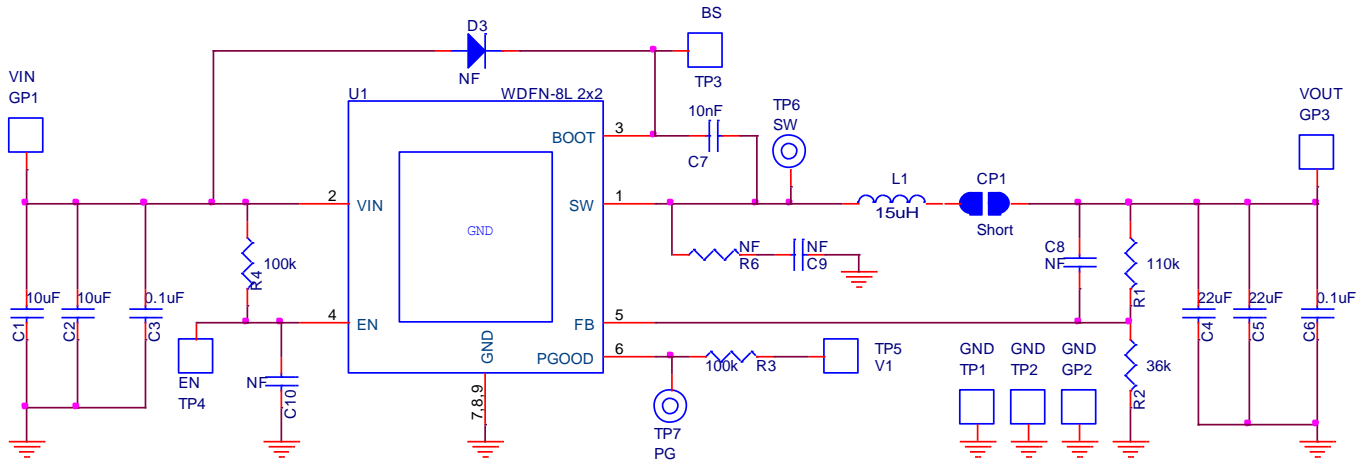 BS
D3
NF
TP3
VIN
GP1
U1
WDFN-8L 2x2
VOUT
GP3
TP6
SW
10nF
C7
3
BOOT
2
VIN
GND
SW
1
L1
15uH
CP1
Short
R4
100k
NF
R6
NF
C9
C8
NF
110k
R1
10uF
C1
10uF
C2
0.1uF
C3
4
EN
FB
5
22uF
C4
22uF
C5
0.1uF
C6
EN
TP4
NF
C10
GND
7,8,9
PGOOD
6
100k
R3
TP5
V1
TP7
PG
GND
TP1
GND
TP2
GND
GP2
36k
R2